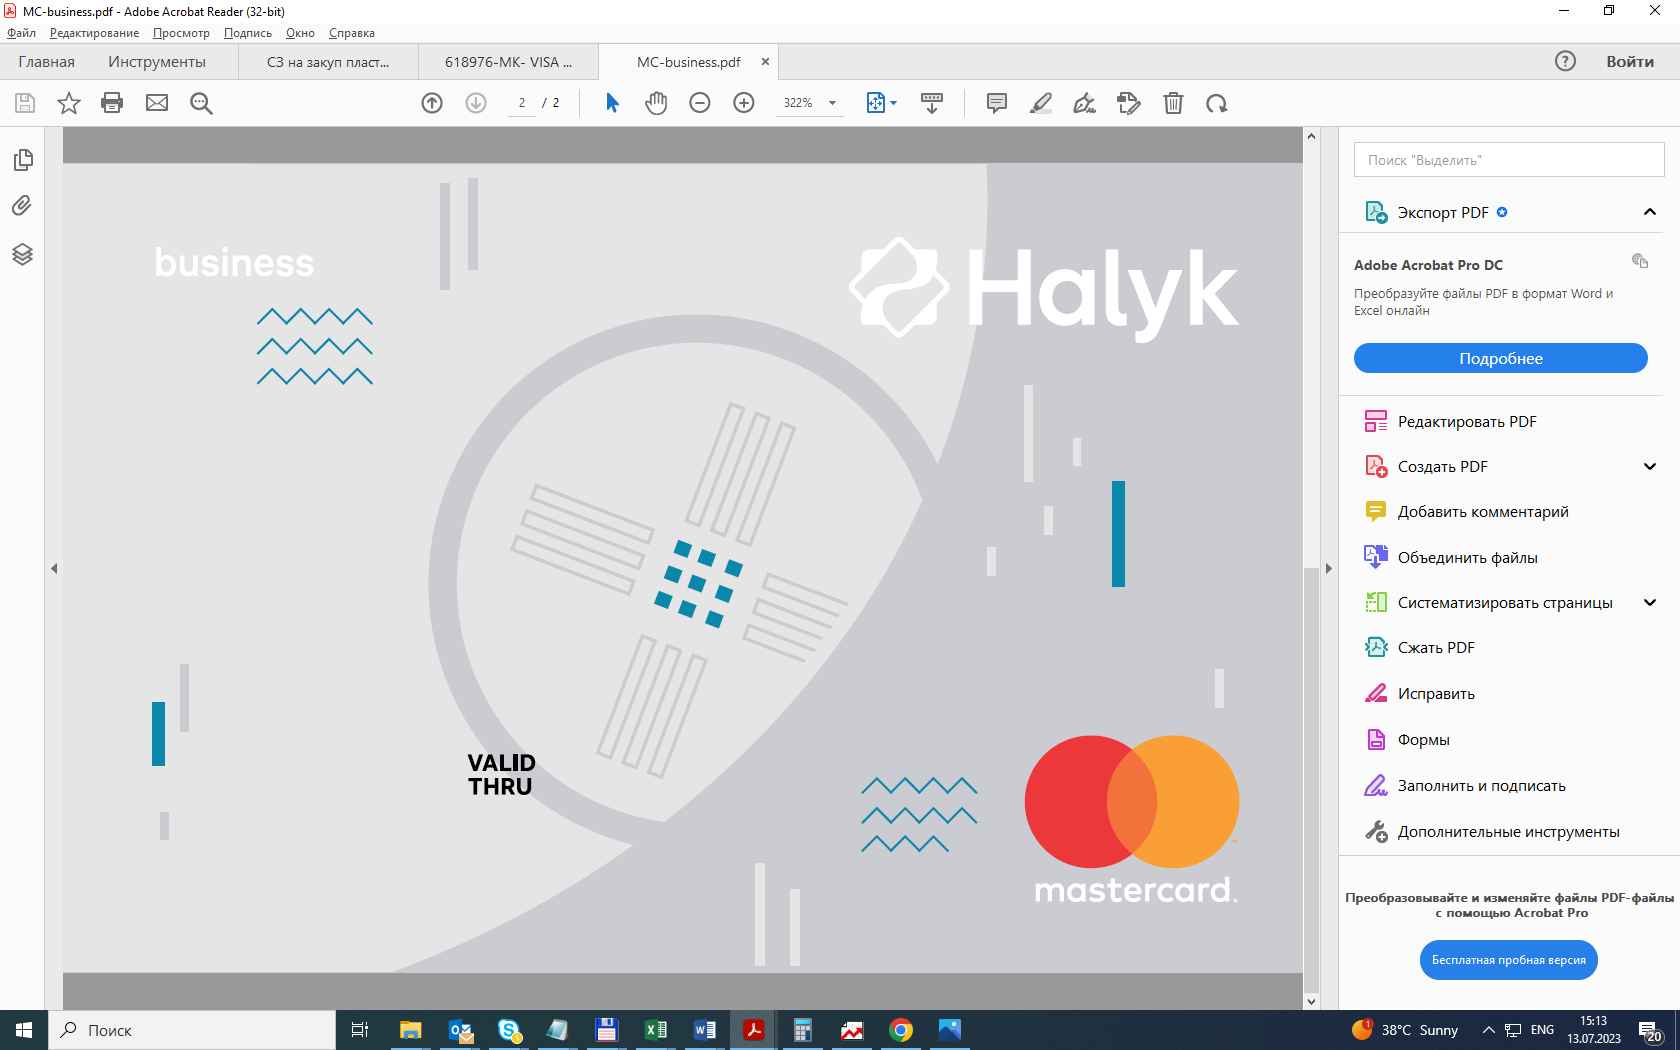 MC-business.pdf - Adobe Acrobat Reader (32-bit)
Файл Редактирование Просмотр Подпись Окно Справка
Главная Инструменты СЗ на закуп пласт... 618976-МК- VISA ... MC-business.pdf × ? Войти
2 / 2 322%
business
Halyk
VALID
THRU
mastercard.
Поиск "Выделить"
Экспорт PDF
Adobe Acrobat Pro DC
Преобразуйте файлы PDF в формат Word и
Excel онлайн
Подробнее
Редактировать PDF
Создать PDF
Добавить комментарий
Объединить файлы
Систематизировать страницы
Сжать PDF
Исправить
Формы
Заполнить и подписать
Дополнительные инструменты
Преобразовывайте и изменяйте файлы PDF-файлы
с помощью Acrobat Pro
Бесплатная пробная версия
Поиск
1 38°C Sunny ENG
15:13
13.07.2023
20